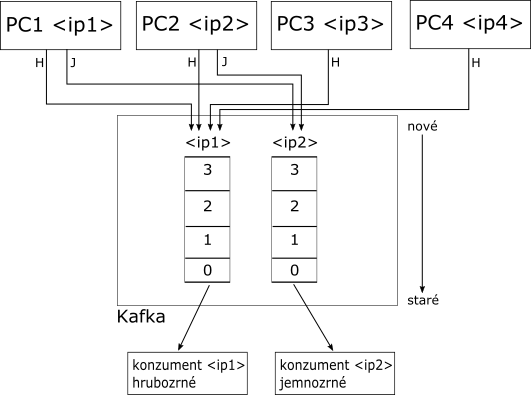 PC1 <ip1>
PC2 <ip2>
PC3 <ip3>
PC4 <ip4>
H
J
H
J
H
H
nové
<ip1>
<ip2>
3
3
2
2
1
1
0
0
staré
Kafka
konzument <ip1>
hrubozrné
konzument <ip2>
jemnozrné